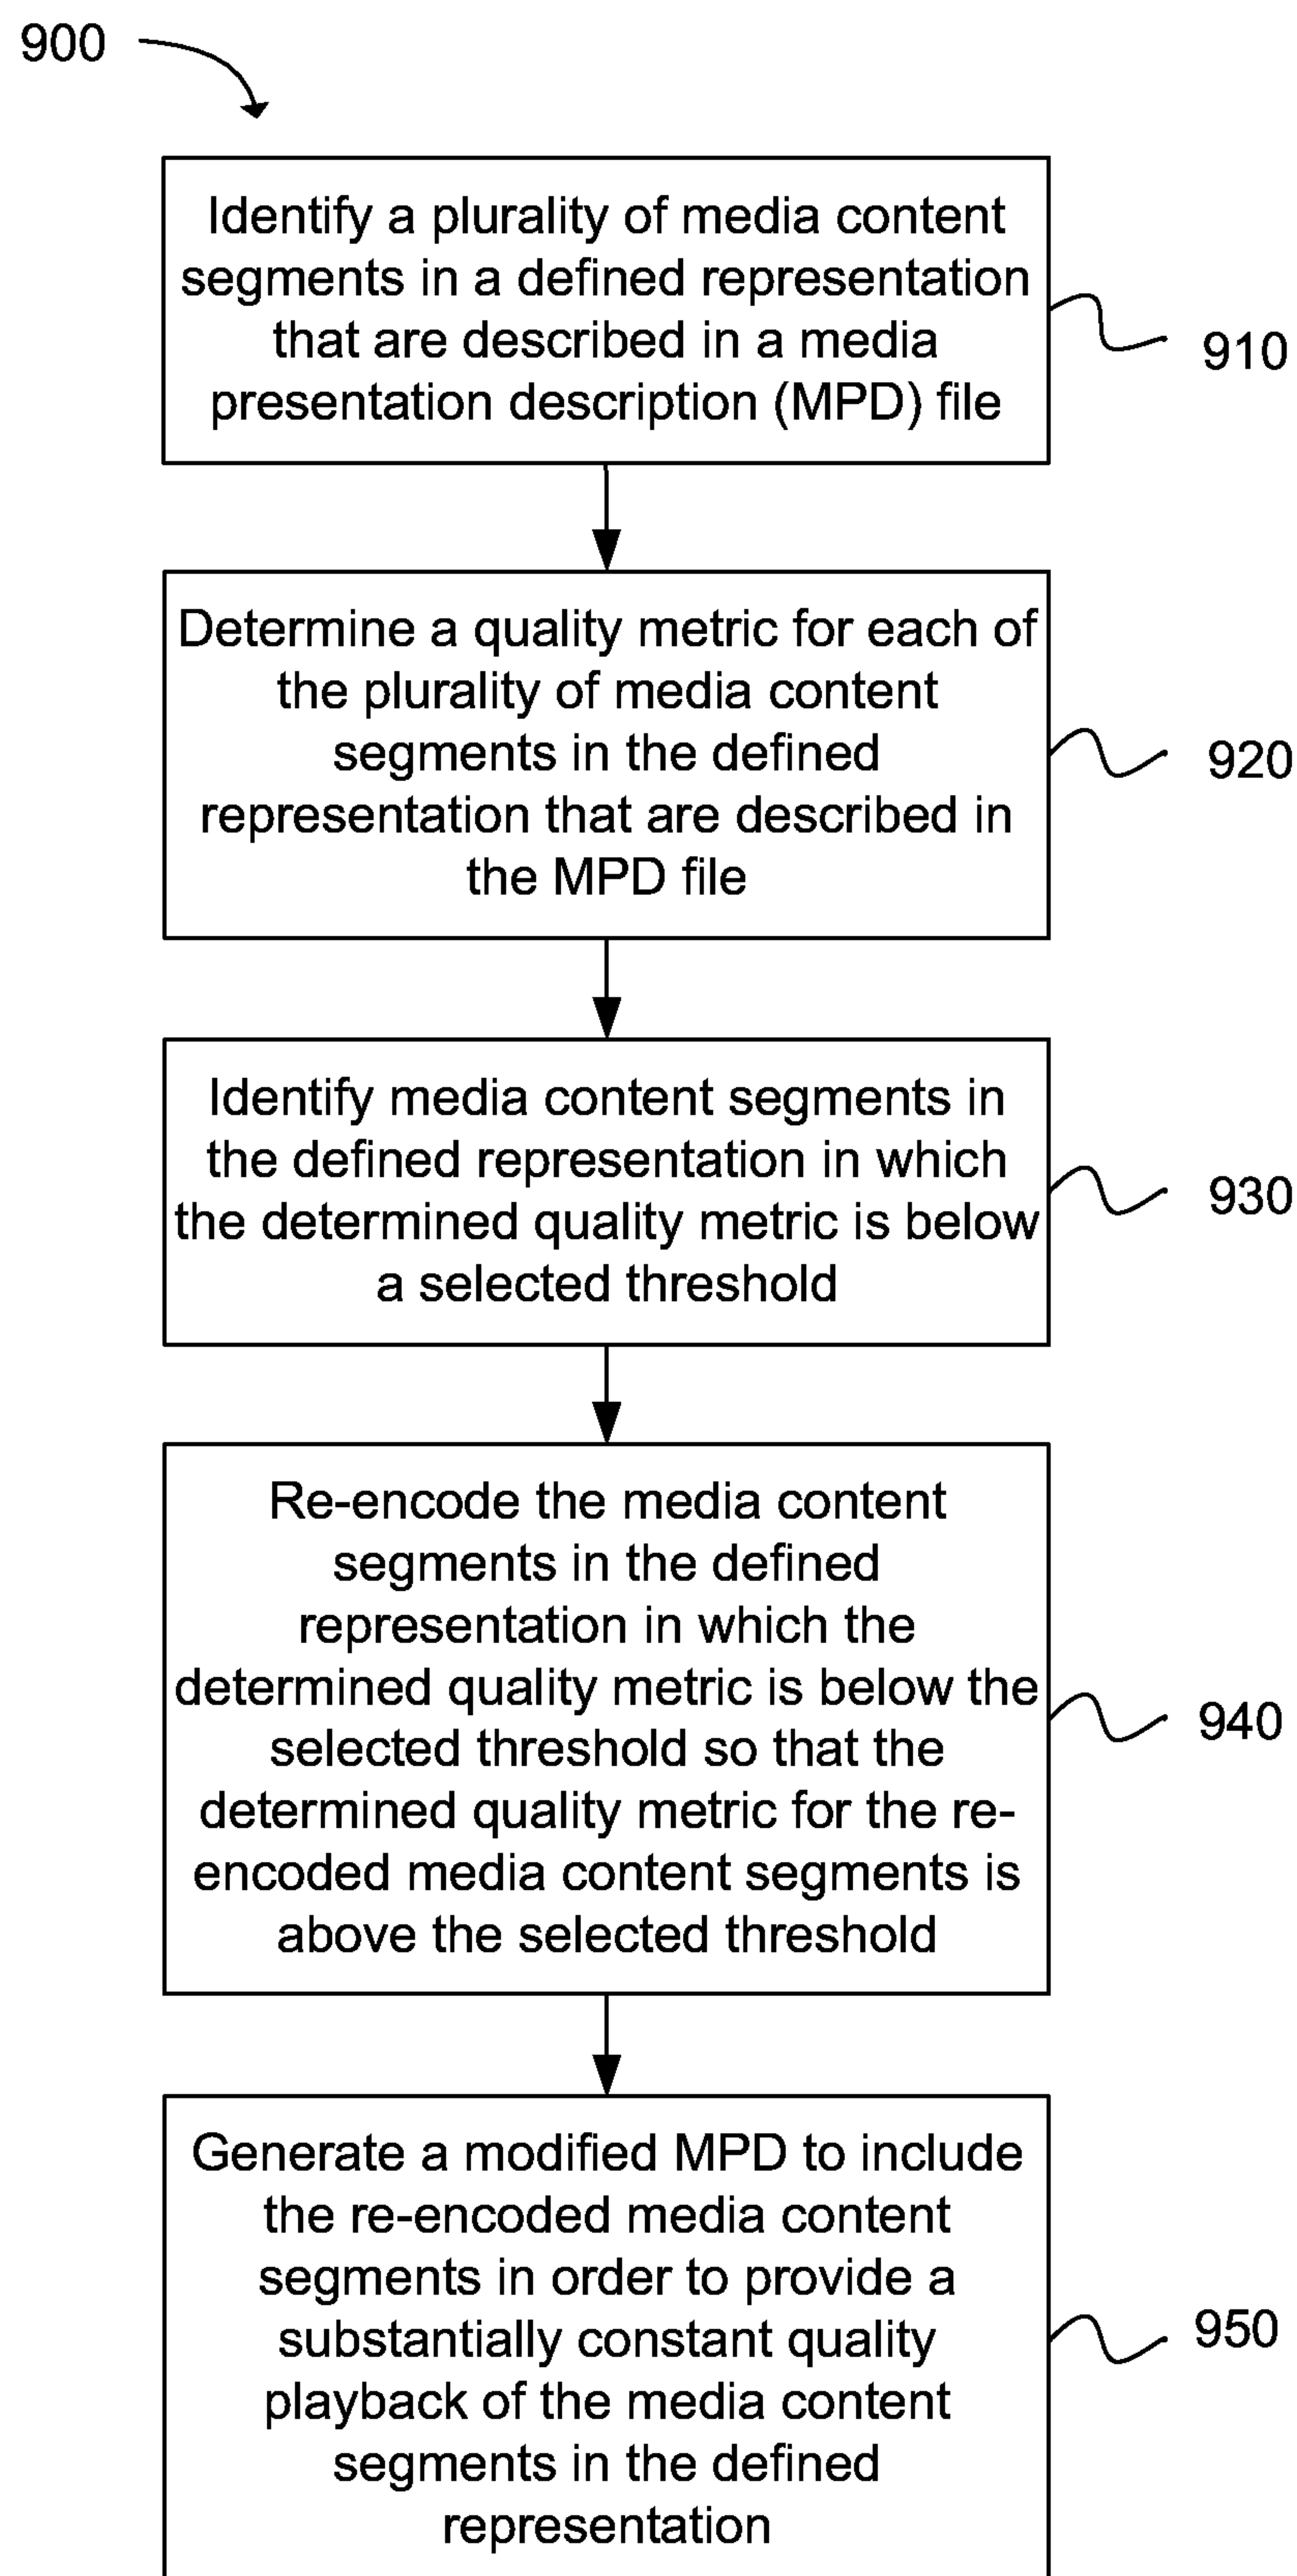 900
Identify a plurality of media content
segments in a defined representation
that are described in a media
presentation description (MPD) file
910
Determine a quality metric for each of
the plurality of media content
segments in the defined
representation that are described in
the MPD file
920
Identify media content segments in
the defined representation in which
the determined quality metric is below
a selected threshold
930
Re-encode the media content
segments in the defined
representation in which the
determined quality metric is below the
selected threshold so that the
determined quality metric for the re-
encoded media content segments is
above the selected threshold
940
Generate a modified MPD to include
the re-encoded media content
segments in order to provide a
substantially constant quality
playback of the media content
segments in the defined
representation
950